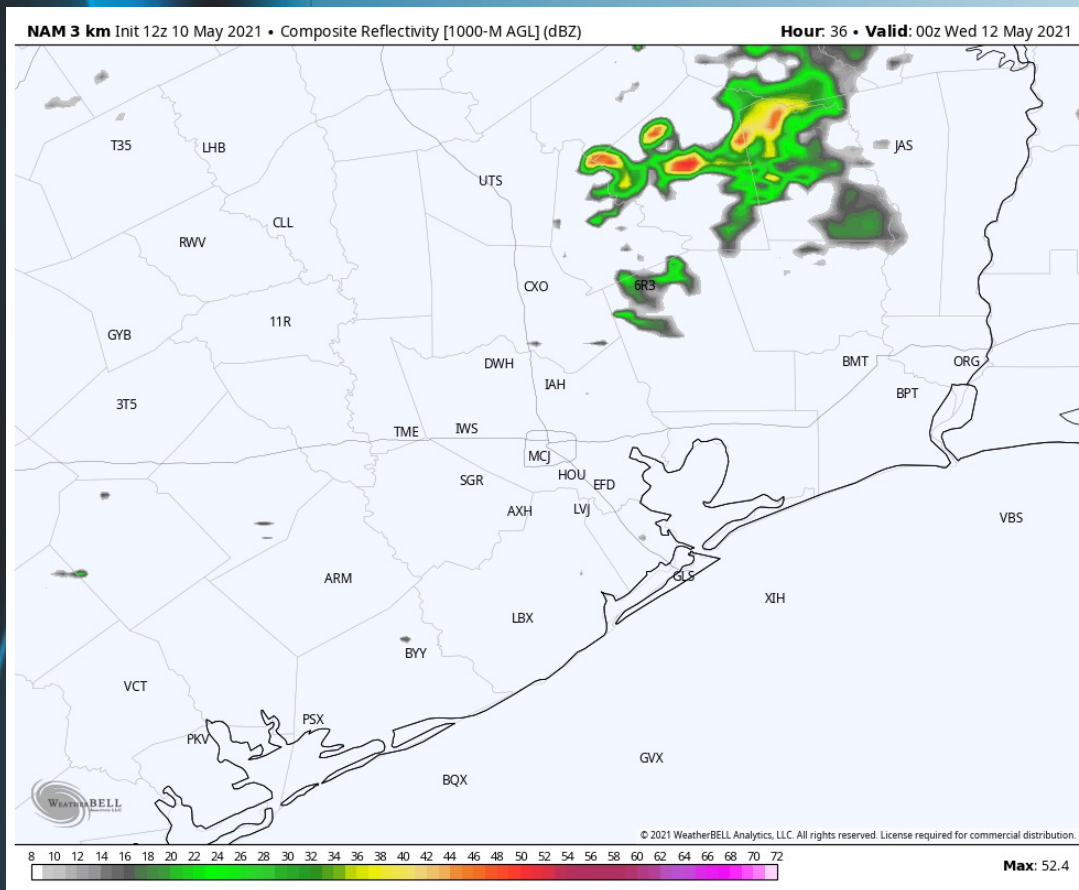 NAM 3 km Init 12z 10 May 2021 • Composite Reflectivity [1000-M AGL] (dBZ) Hour: 36 • Valid: 00z Wed 12 May 2021
T35
LHB
JAS
UTS
CLL
RWV
6R3
CXO
11R
GYB
DWH
BMT
ORG
IAH
BPT
3T5
TME
IWS
MCJ
HOU
SGR
EFD
AXH
LVJ
VBS
ARM
GLS
XIH
LBX
BYY
VCT
PSX
PKV
GVX
BQX
WEATHERBELL
© 2021 WeatherBELL Analytics, LLC. All rights reserved. License required for commercial distribution.
8 10 12 14 16 18 20 22 24 26 28 30 32 34 36 38 40 42 44 46 48 50 52 54 56 58 60 62 64 66 68 70 72
Max: 52.4